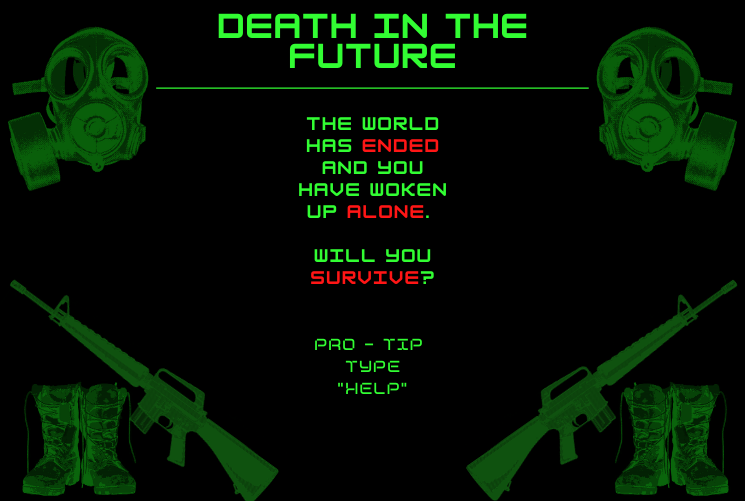 DEATH IN THE
FUTURE
THE WORLD
HAS ENDED
AND YOU
HAVE WOKEN
UP ALONE.
WILL YOU
SURVIVE?
PRO - TIP
TYPE
"HELP"